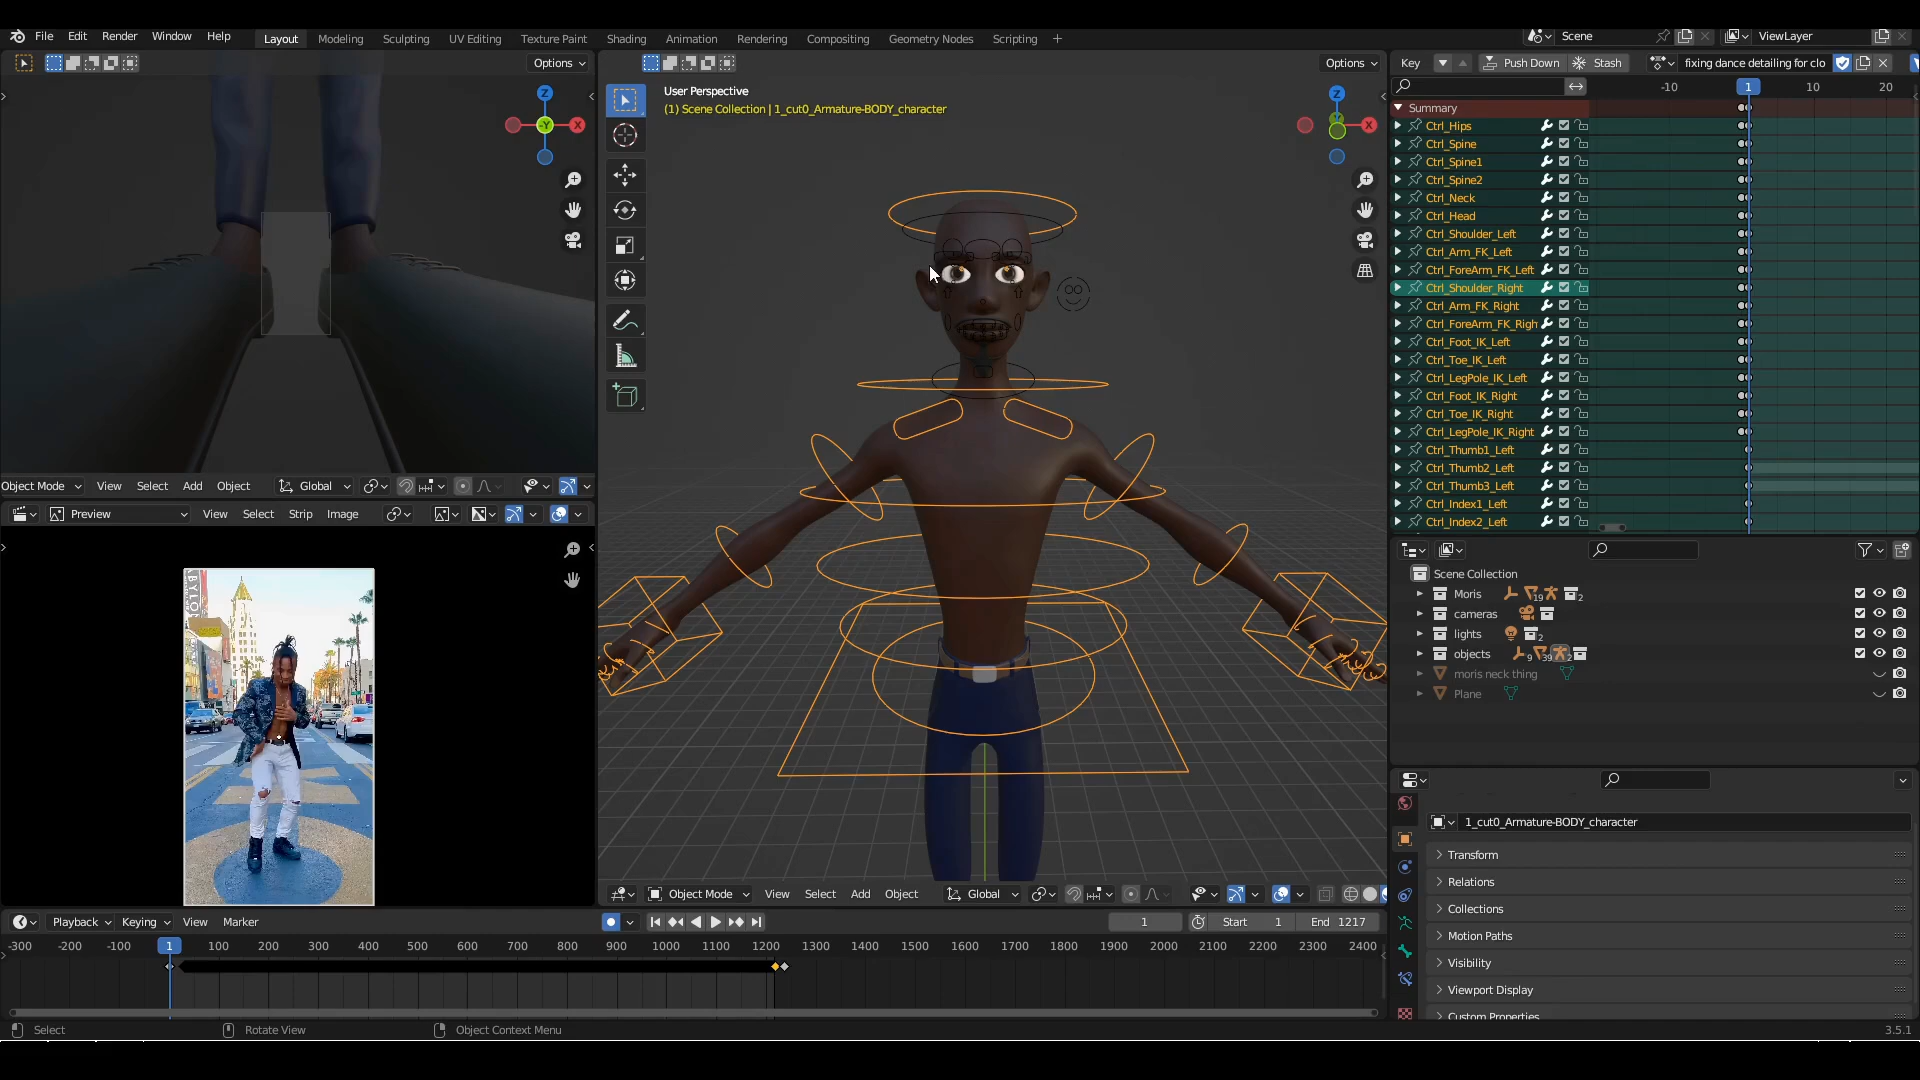 File Edit Render Window Help Layout Modeling Sculpting UV Editing Texture Paint Shading Animation Rendering Compositing Geometry Nodes Scripting + Scene ViewLayer
Options
Options
Key Push Down Stash fixing dance detailing for clo
User Perspective
(1) Scene Collection | 1_cut0_Armature-BODY_character
Z
-Y
X
Z
X
-10 1 10 20
Summary
Ctrl_Hips
Ctrl_Spine
Ctrl_Spine1
Ctrl_Spine2
Ctrl_Neck
Ctrl_Head
Ctrl_Shoulder_Left
Ctrl_Arm_FK_Left
Ctrl_ForeArm_FK_Left
Ctrl_Shoulder_Right
Ctrl_Arm_FK_Right
Ctrl_ForeArm_FK_Righ
Ctrl_Foot_IK_Left
Ctrl_Toe_IK_Left
Ctrl_LegPole_IK_Left
Ctrl_Foot_IK_Right
Ctrl_Toe_IK_Right
Ctrl_LegPole_IK_Right
Ctrl_Thumb1_Left
Ctrl_Thumb2_Left
Ctrl_Thumb3_Left
Ctrl_Index1_Left
Ctrl_Index2_Left
Object Mode View Select Add Object Global
Preview View Select Strip Image
BYLO
Scene Collection
Moris 19 2
cameras
lights 2
objects 9 39 2
moris neck thing
Plane
1_cut0_Armature-BODY_character
Transform
Relations
Collections
Motion Paths
Visibility
Viewport Display
Custom Properties
Object Mode View Select Add Object Global
Playback Keying View Marker 1 Start 1 End 1217
-300 -200 -100 1 100 200 300 400 500 600 700 800 900 1000 1100 1200 1300 1400 1500 1600 1700 1800 1900 2000 2100 2200 2300 2400
Select Rotate View Object Context Menu 3.5.1